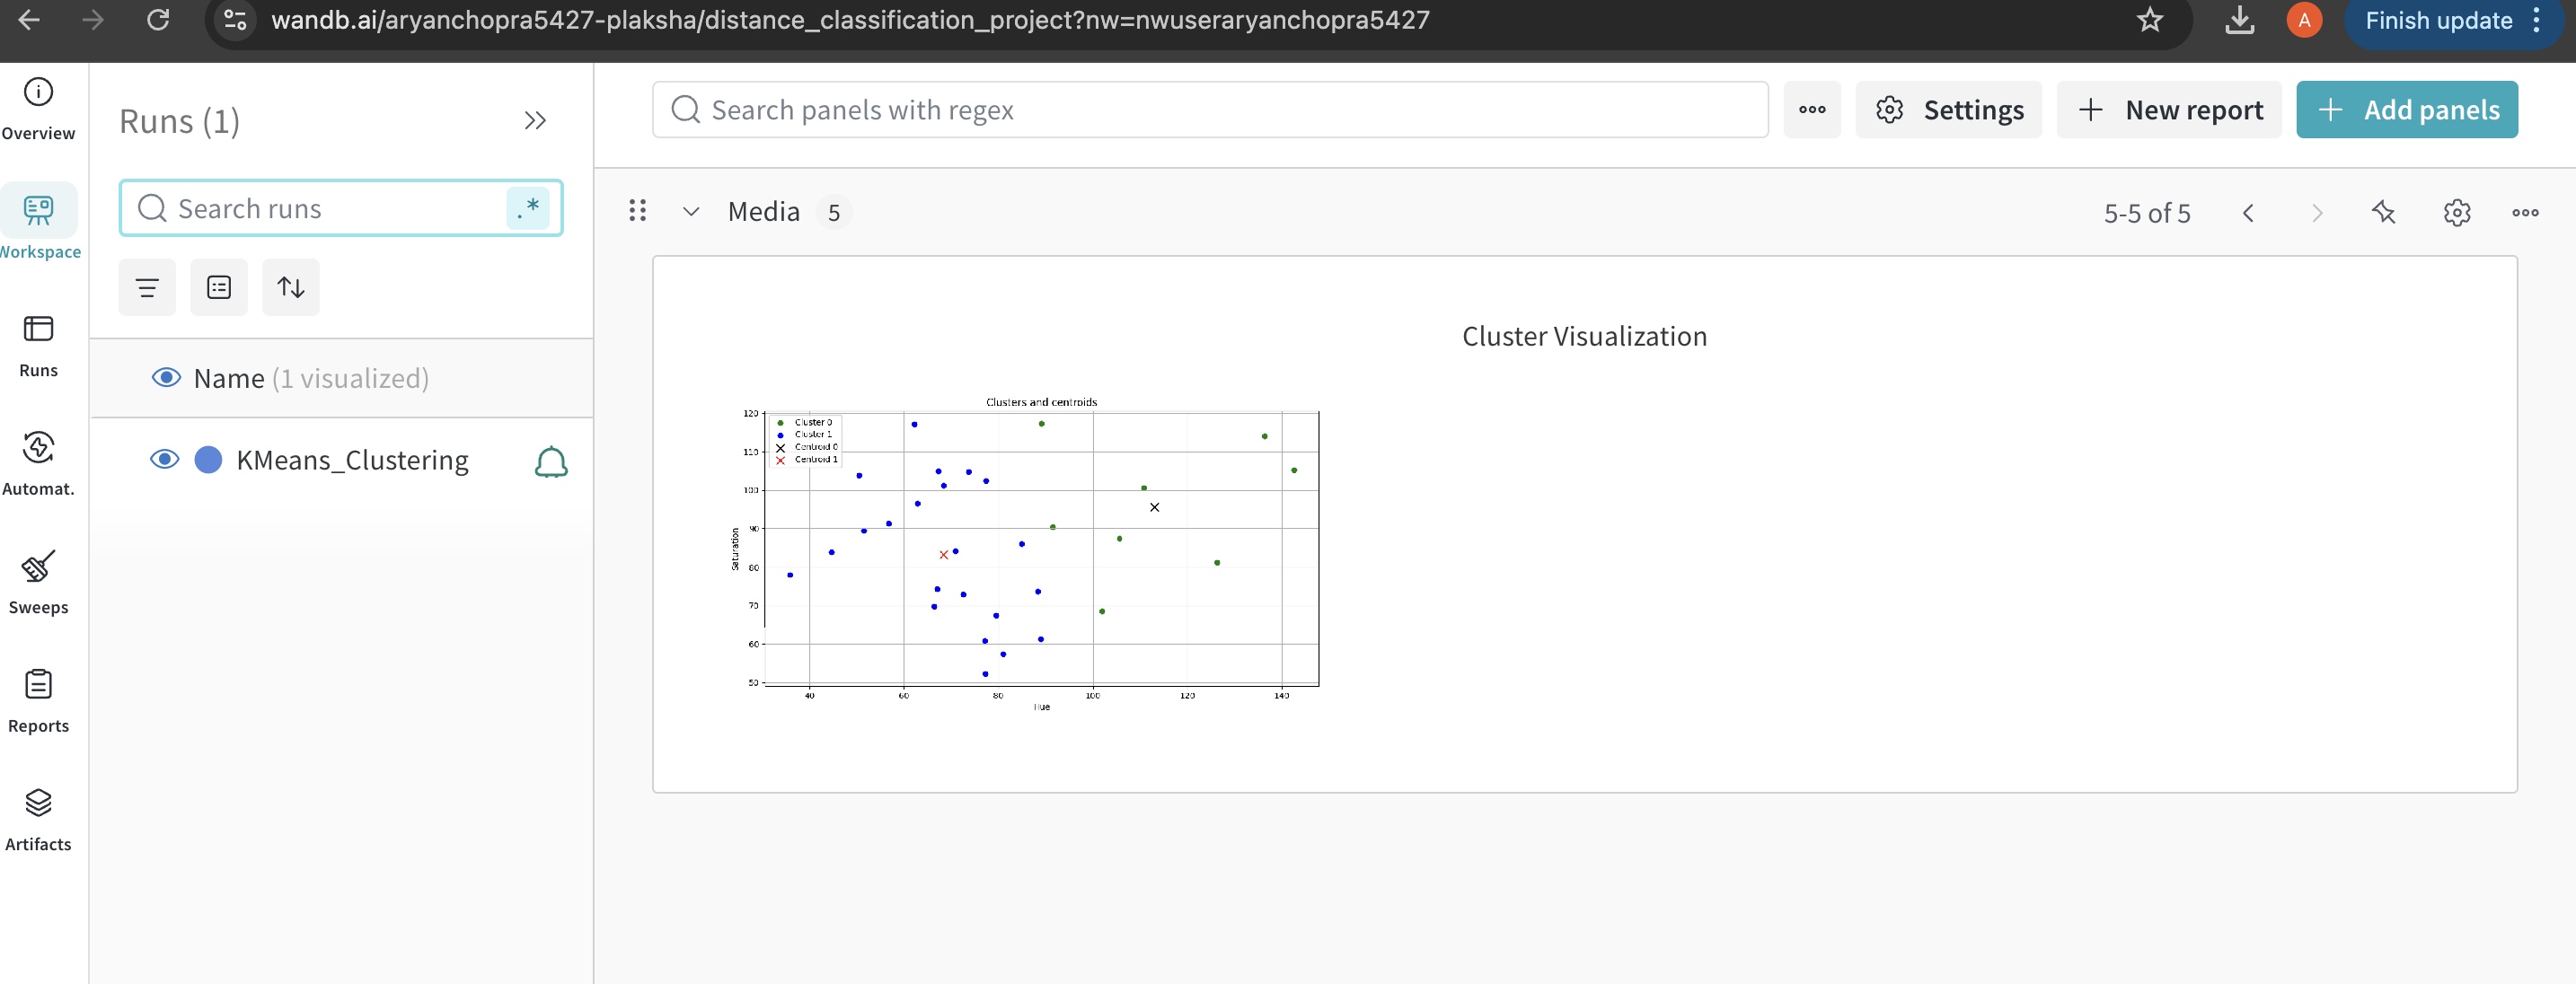 wandb.ai/aryanchopra5427-plaksha/distance_classification_project?nw=nwuseraryanchopra5427
A
Finish update
Overview
Workspace
Runs
Automat.
Sweeps
Reports
Artifacts
Runs (1)
Search runs
.*
Name (1 visualized)
KMeans_Clustering
Search panels with regex
Settings
New report
Add panels
Media 5
5-5 of 5
Cluster Visualization
Clusters and centroids
Cluster 0
Cluster 1
Centroid 0
Centroid 1
120
110
100
90
80
70
60
50
Saturation
40 60 80 100 120 140
Hue